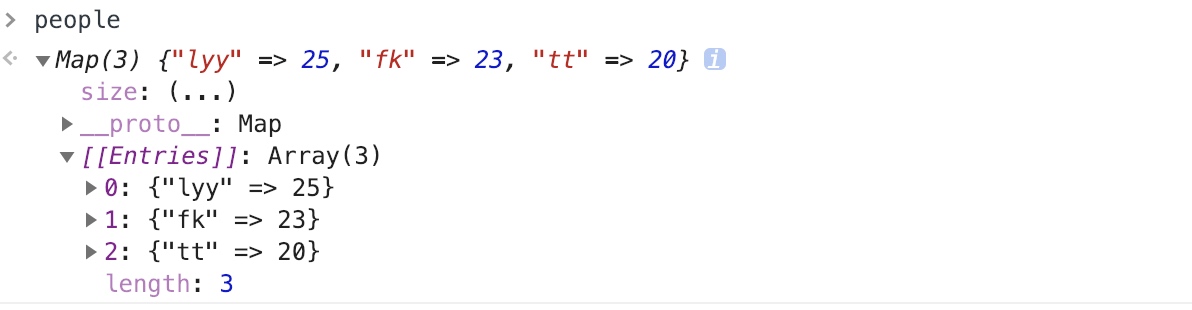 > people
<· ▼Map(3) {"lyy" => 25, "fk" => 23, "tt" => 20} i
size: (...)
▶__proto__: Map
▼[[Entries]]: Array(3)
▶0: {"lyy" => 25}
▶1: {"fk" => 23}
▶2: {"tt" => 20}
length: 3